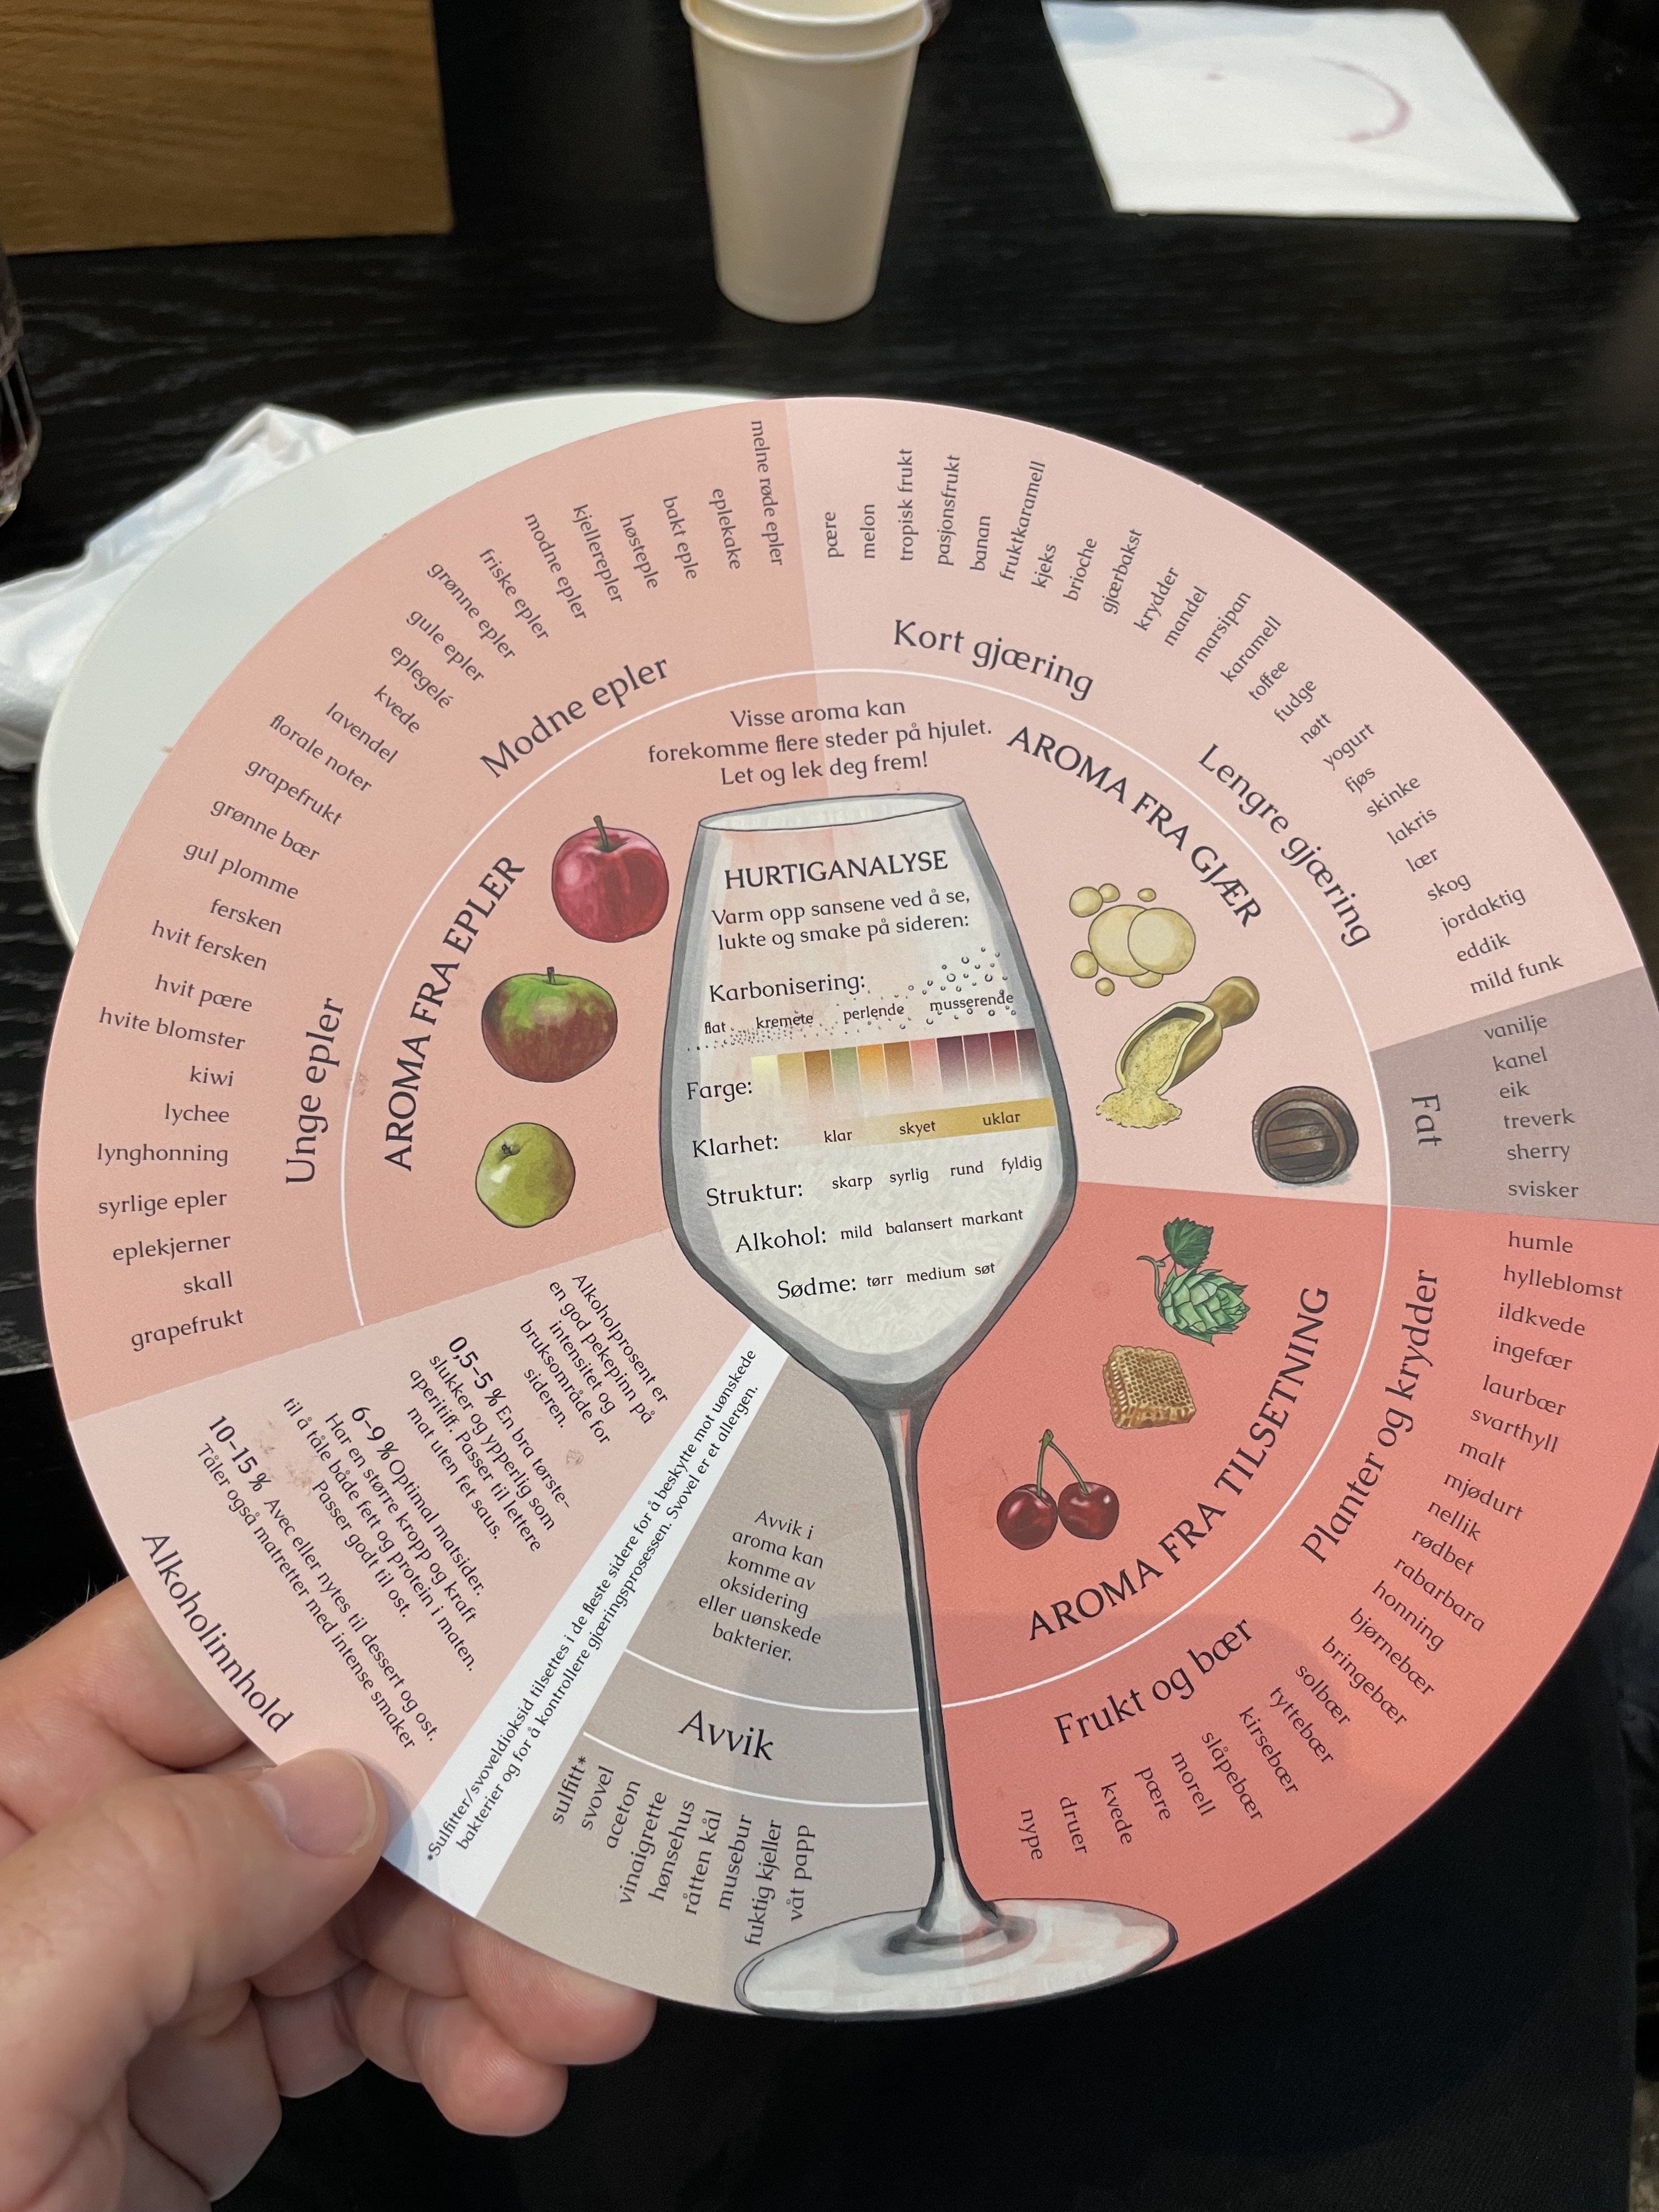 Visse aroma kan
forekomme flere steder på hjulet.
Let og lek deg frem!
HURTIGANALYSE
Varm opp sansene ved å se,
lukte og smake på sideren:
Karbonisering:
flat kremete perlende musserende
Farge:
Klarhet: klar skyet uklar
Struktur: skarp syrlig rund fyldig
Alkohol: mild balansert markant
Sødme: tørr medium søt
AROMA FRA EPLER
Unge epler
grapefrukt
skall
eplekjerner
syrlige epler
lynghonning
lychee
kiwi
hvite blomster
hvit pære
hvit fersken
fersken
gul plomme
grønne bær
grapefrukt
florale noter
lavendel
kvede
eplegelé
gule epler
grønne epler
friske epler
Modne epler
modne epler
kjellerepler
høsteple
bakt eple
eplekake
melne røde epler
AROMA FRA GJÆR
Kort gjæring
pære
melon
tropisk frukt
pasjonsfrukt
banan
fruktkaramell
kjeks
brioche
gjærbakst
krydder
mandel
marsipan
karamell
toffee
fudge
nøtt
Lengre gjæring
yogurt
fjøs
skinke
lakris
lær
skog
jordaktig
eddik
mild funk
Fat
vanilje
kanel
eik
treverk
sherry
svisker
AROMA FRA TILSETNING
Planter og krydder
humle
hylleblomst
ildkvede
ingefær
laurbær
svarthyll
malt
mjødurt
nellik
rødbet
rabarbara
honning
Frukt og bær
bjørnebær
bringebær
solbær
tyttebær
kirsebær
slåpebær
morell
pære
kvede
druer
nype
Avvik i
aroma kan
komme av
oksidering
eller uønskede
bakterier.
Avvik
sulfitt*
svovel
aceton
vinaigrette
hønsehus
råtten kål
musebur
fuktig kjeller
våt papp
*Sulfitter/svoveldioksid tilsettes i de fleste sidere for å beskytte mot uønskede
bakterier og for å kontrollere gjæringsprosessen. Svovel er et allergen.
Alkoholinnhold
Alkoholprosent er
en god pekepinn på
intensitet og
bruksområde for
sideren.
0,5–5 % En bra tørste-
slukker og ypperlig som
aperitiff. Passer til lettere
mat uten fet saus.
6–9 % Optimal matsider.
Har en større kropp og kraft
til å tåle både fett og protein i maten.
Passer godt til ost.
10–15 % Avec eller nytes til dessert og ost.
Tåler også matretter med intense smaker